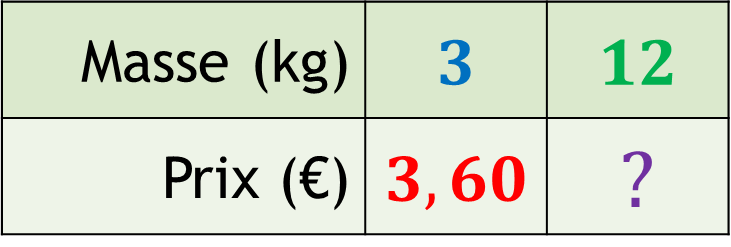 Masse (kg) 3 12
Prix (€) 3,60 ?